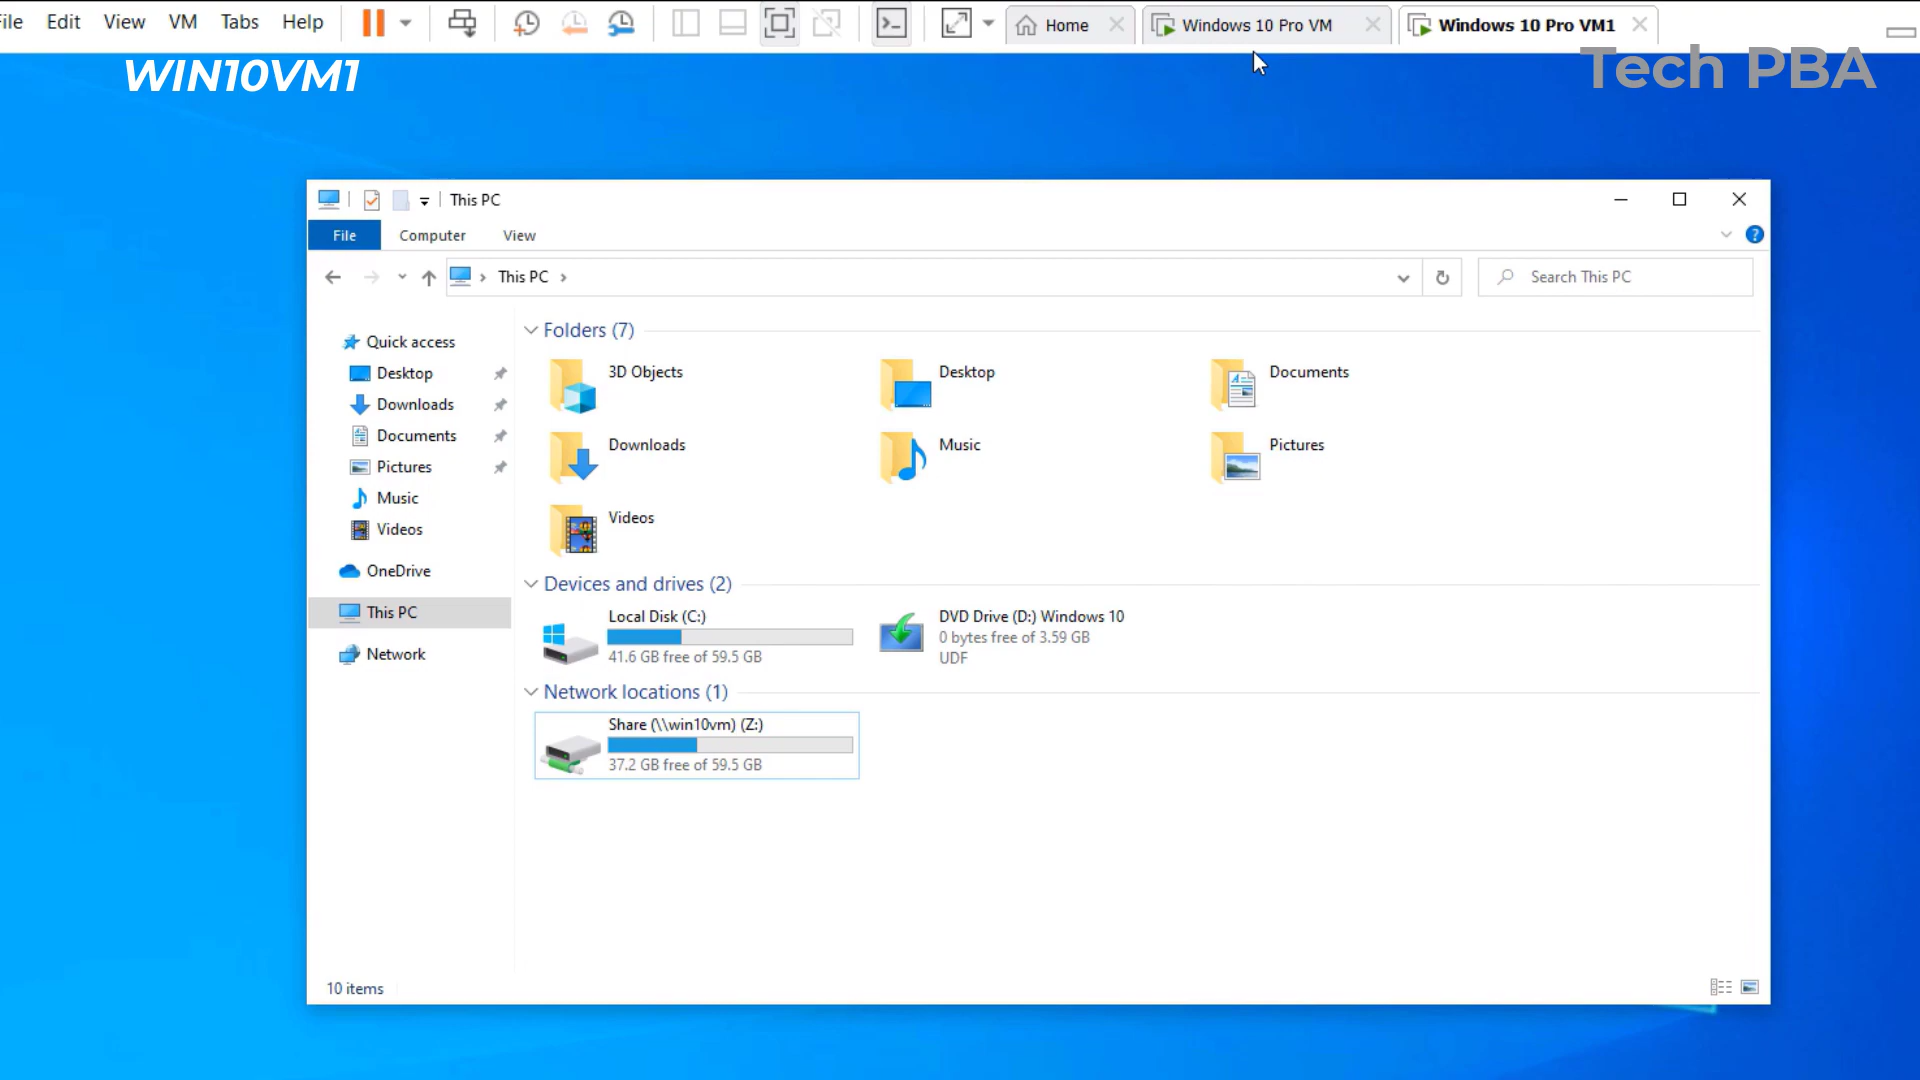 ile Edit View VM Tabs Help Home Windows 10 Pro VM Windows 10 Pro VM1
WIN10VM1
Tech PBA
This PC
File Computer View
This PC
Search This PC
Quick access
Desktop
Downloads
Documents
Pictures
Music
Videos
OneDrive
This PC
Network
Folders (7)
3D Objects
Desktop
Documents
Downloads
Music
Pictures
Videos
Devices and drives (2)
Local Disk (C:)
41.6 GB free of 59.5 GB
DVD Drive (D:) Windows 10
0 bytes free of 3.59 GB
UDF
Network locations (1)
Share (\\win10vm) (Z:)
37.2 GB free of 59.5 GB
10 items